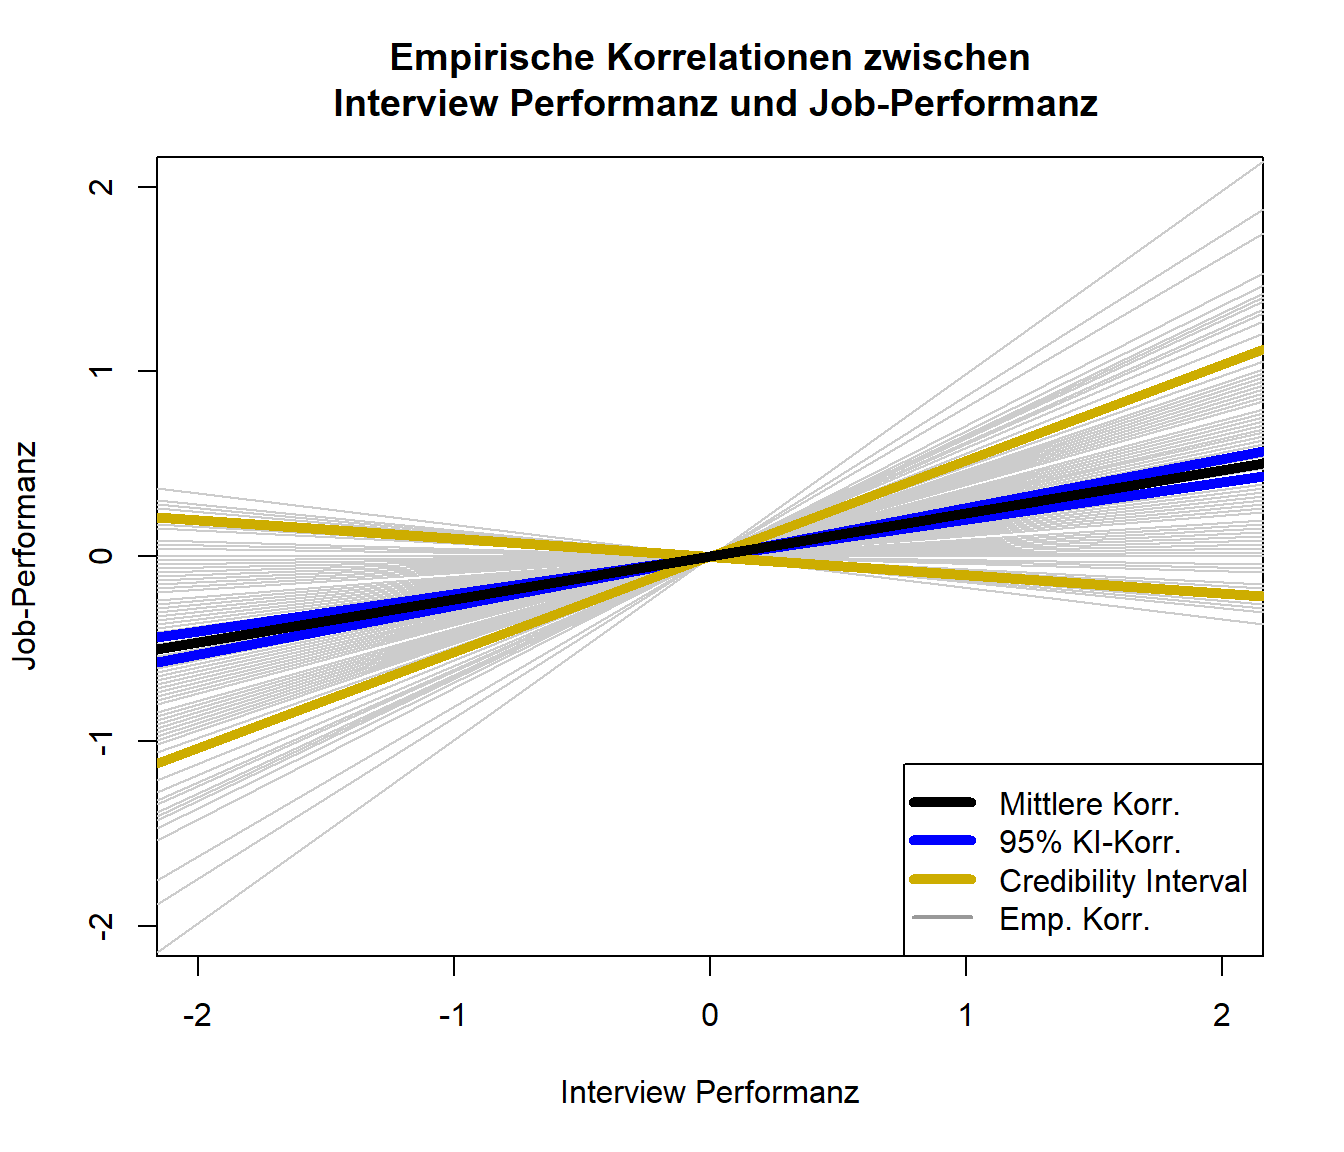 Empirische Korrelationen zwischen
Interview Performanz und Job-Performanz
Job-Performanz
2
1
0
-1
-2
Mittlere Korr.
95% KI-Korr.
Credibility Interval
Emp. Korr.
-2
-1
0
1
2
Interview Performanz